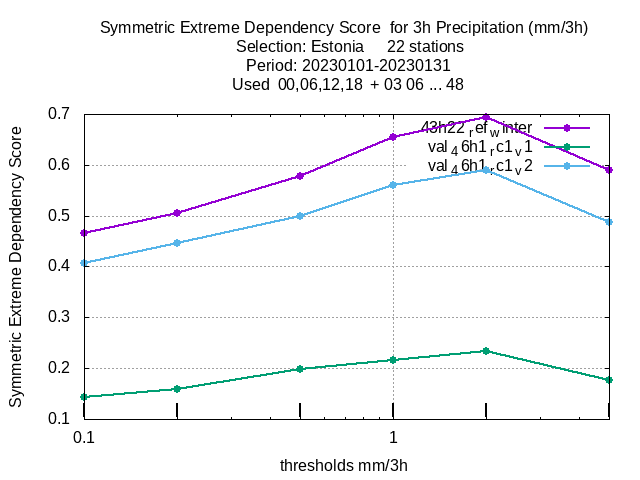 Symmetric Extreme Dependency Score  for 3h Precipitation (mm/3h)
Selection: Estonia     22 stations
Period: 20230101-20230131
Used  00,06,12,18  + 03 06 ... 48
Symmetric Extreme Dependency Score
0.7
0.6
0.5
0.4
0.3
0.2
0.1
43h22_ref_winter
val_46h1_rc1_v1
val_46h1_rc1_v2
0.1
1
thresholds mm/3h